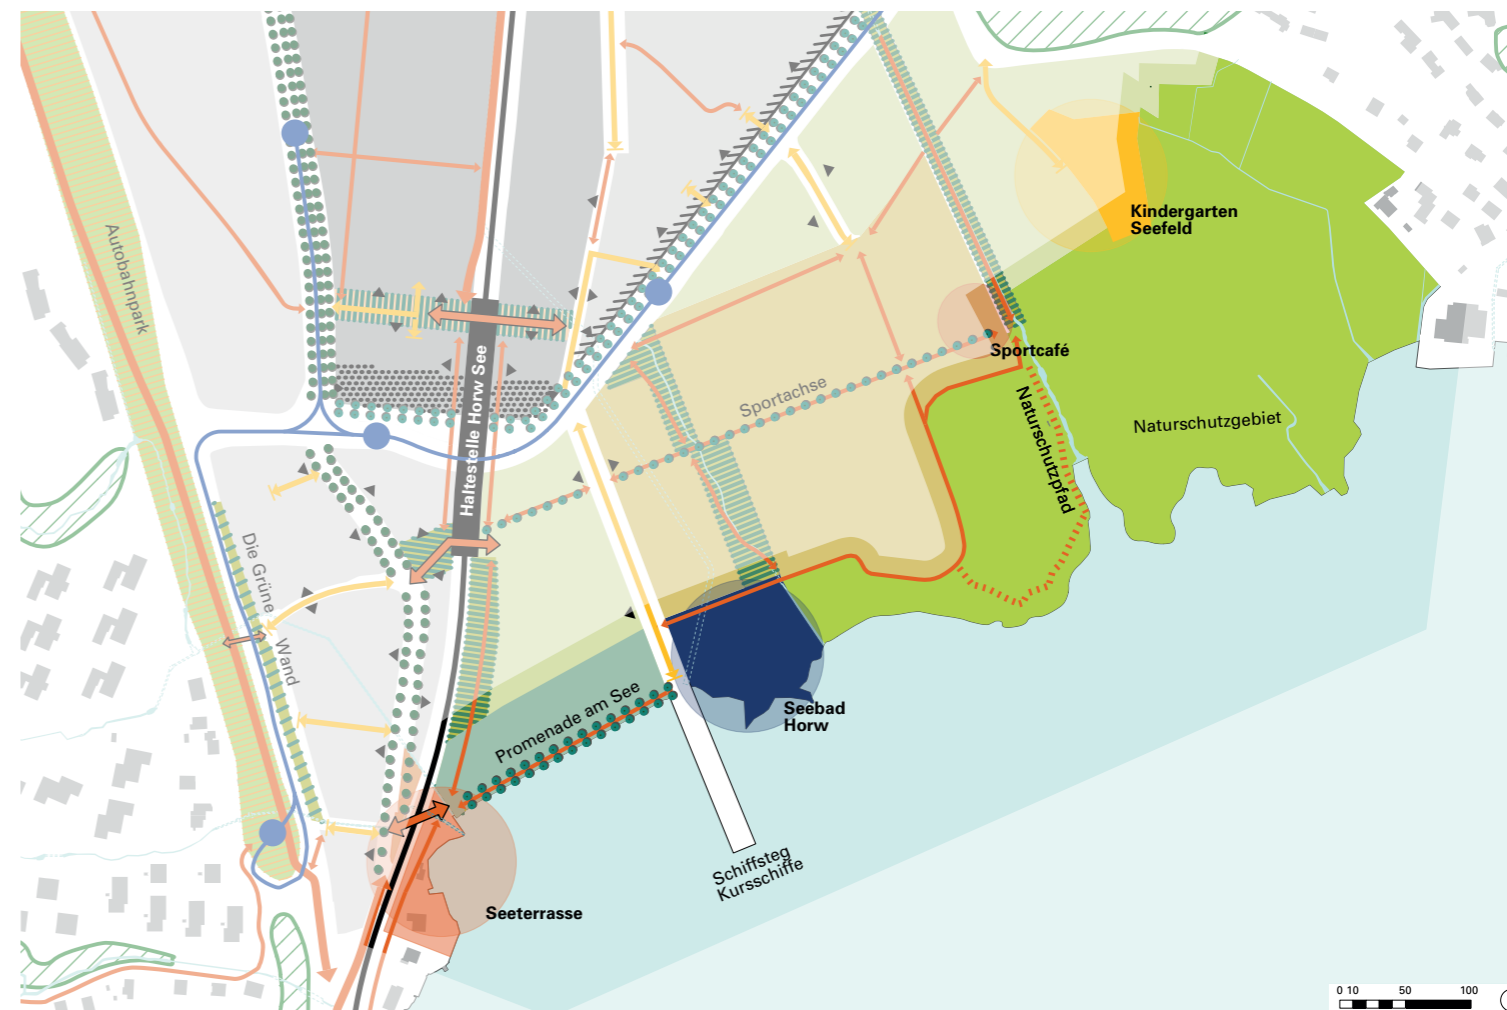 Autobahnpark
Kindergarten
Seefeld
Haltestelle Horw See
Sportcafé
Sportachse
Naturschutzpfad
Naturschutzgebiet
Die Grüne Wand
Promenade am See
Seebad
Horw
Schiffsteg
Kursschiffe
Seeterrasse
0 10 50 100